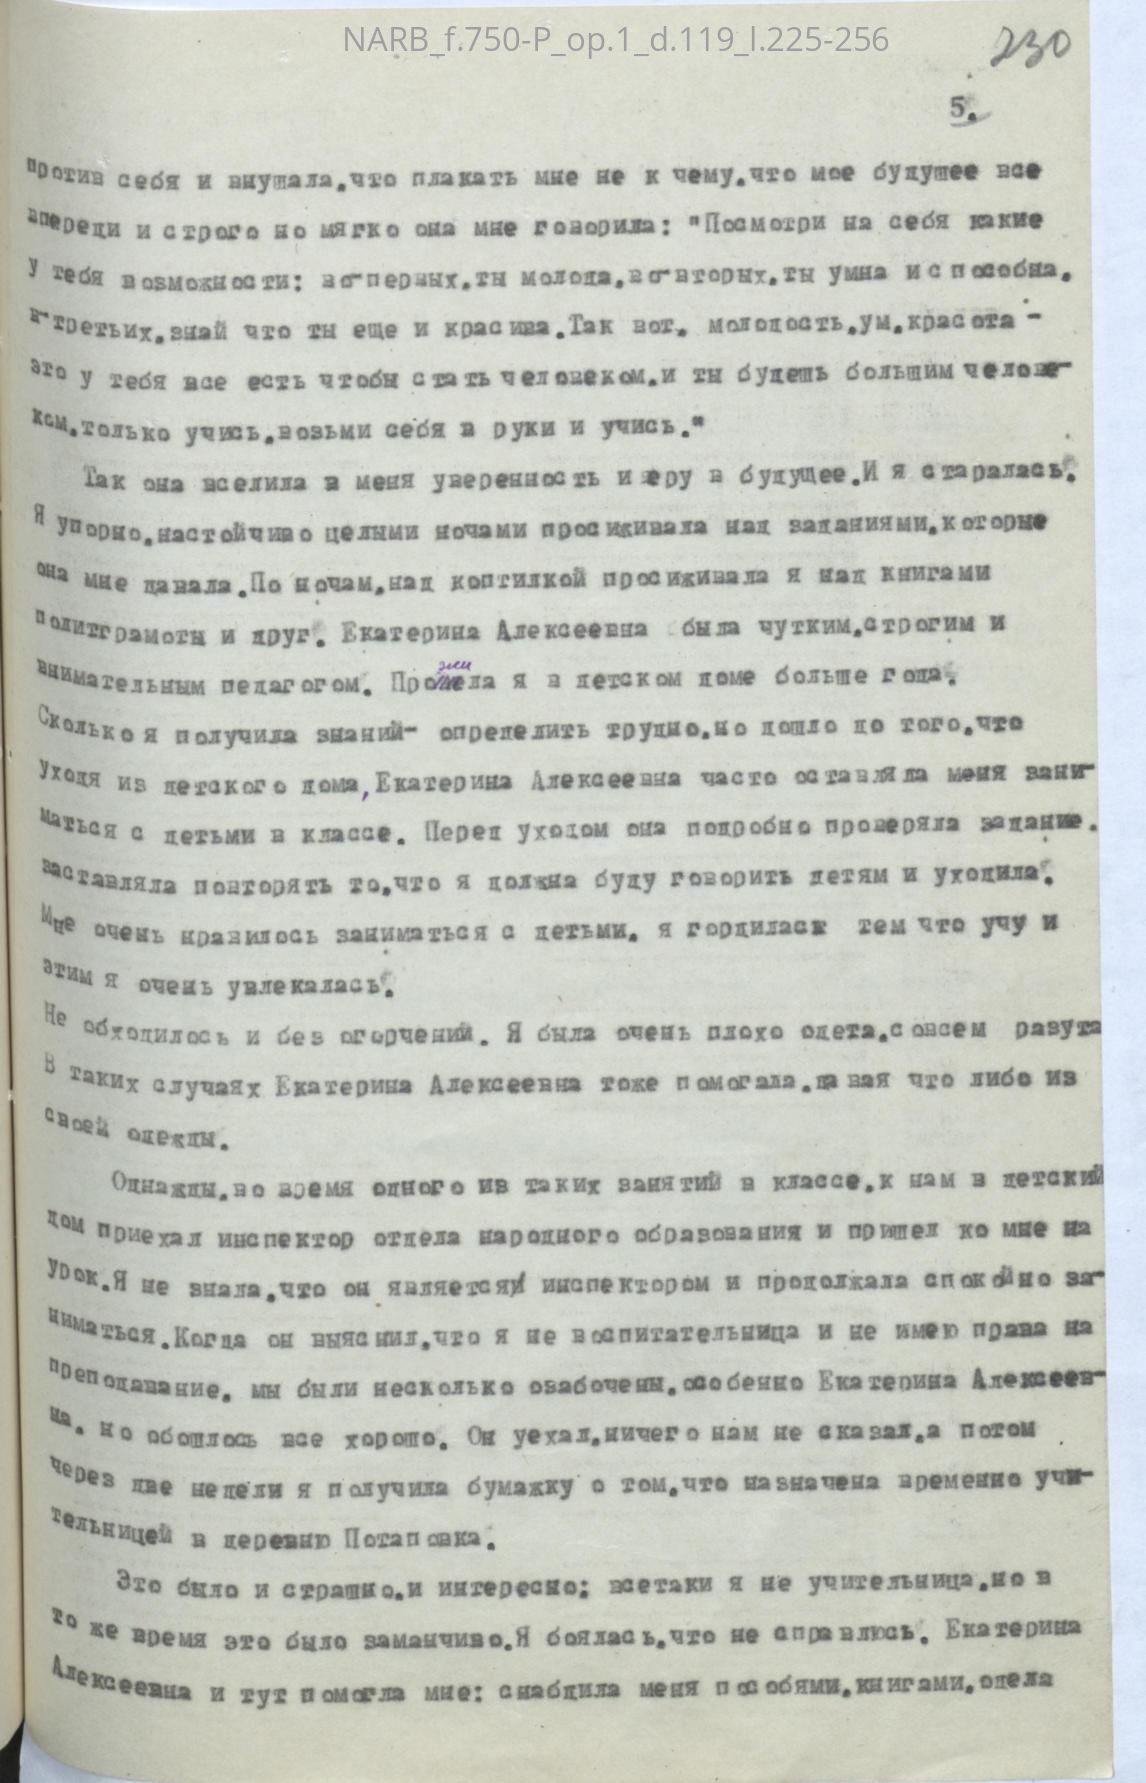 NARB_f.750-P_op.1_d.119_l.225-256
230
5.
против себя и внушала,что плакать мне не к чему,что мое будущее все
впереди и строго но мягко она мне говорила: "Посмотри на себя какие
у тебя возможности: во-первых,ты молода,во-вторых,ты умна и способна,
в-третьих,знай что ты еще и красива.Так вот, молодость,ум,красота -
это у тебя все есть чтобы стать человеком,и ты будешь большим челове-
ком,только учись,возьми себя в руки и учись."
Так она вселила в меня уверенность и веру в будущее.И я старалась.
Я упорно,настойчиво целыми ночами просиживала над заданиями,которые
она мне давала.По ночам,над коптилкой просиживала я над книгами
политграмоты и друг. Екатерина Алексеевна была чутким,строгим и
внимательным педагогом. Прожила я в детском доме больше года.
Сколько я получила знаний- определить трудно,но дошло до того,что
уходя из детского дома,Екатерина Алексеевна часто оставляла меня зани-
маться с детьми в классе. Перед уходом она подробно проверяла задание,
заставляла повторять то,что я должна буду говорить детям и уходила.
Мне очень нравилось заниматься с детьми, я гордилась тем что учу и
этим я очень увлекалась.
Не обходилось и без огорчений. Я была очень плохо одета,совсем разута
В таких случаях Екатерина Алексеевна тоже помогала,давая что либо из
своей одежды.
Однажды,во время одного из таких занятий в классе,к нам в детский
дом приехал инспектор отдела народного образования и пришел ко мне на
урок.Я не знала,что он является инспектором и продолжала спокойно за-
ниматься.Когда он выяснил,что я не воспитательница и не имею права на
преподавание, мы были несколько озабочены,особенно Екатерина Алексеев-
на, но обошлось все хорошо. Он уехал,ничего нам не сказал,а потом
через две недели я получила бумажку о том,что назначена временно учи-
тельницей в деревню Потаповка.
Это было и страшно,и интересно; всетаки я не учительница,но в
то же время это было заманчиво.Я боялась,что не справлюсь. Екатерина
Алексеевна и тут помогла мне: снабдила меня пособями,книгами,одела